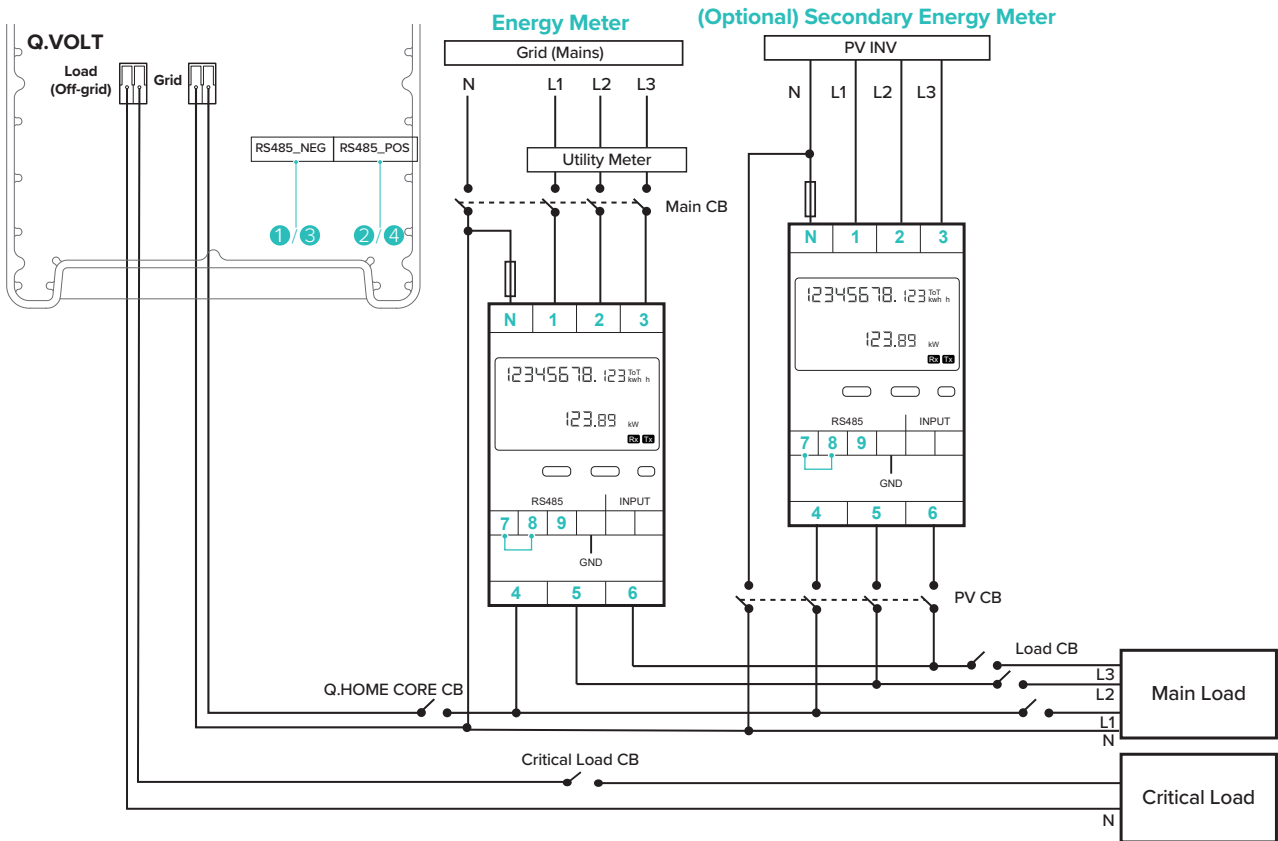 Energy Meter
(Optional) Secondary Energy Meter
Q.VOLT
Load
(Off-grid)
Grid
Grid (Mains)
PV INV
N L1 L2 L3
N L1 L2 L3
RS485_NEG RS485_POS
Utility Meter
1 / 3 2 / 4
Main CB
N 1 2 3
12345678.123 ToT
kwh h
123.89 kW
Rx Tx
RS485 INPUT
7 8 9
GND
4 5 6
N 1 2 3
12345678.123 ToT
kwh h
123.89 kW
Rx Tx
RS485 INPUT
7 8 9
GND
4 5 6
PV CB
Load CB
Q.HOME CORE CB
L3
L2
L1
N
Main Load
Critical Load CB
N
Critical Load